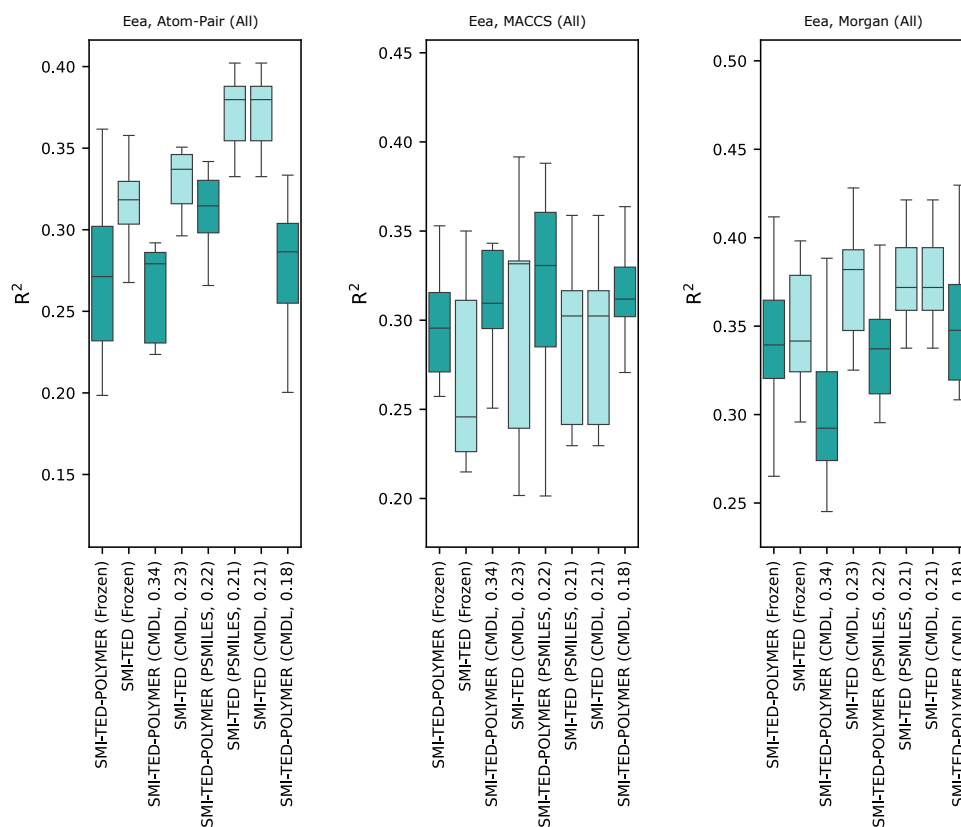 Eea, Atom-Pair (All)
R²
0.40
0.35
0.30
0.25
0.20
0.15
SMI-TED-POLYMER (Frozen)
SMI-TED (Frozen)
SMI-TED-POLYMER (CMDL, 0.34)
SMI-TED (CMDL, 0.23)
SMI-TED-POLYMER (PSMILES, 0.22)
SMI-TED (PSMILES, 0.21)
SMI-TED (CMDL, 0.21)
SMI-TED-POLYMER (CMDL, 0.18)
Eea, MACCS (All)
R²
0.45
0.40
0.35
0.30
0.25
0.20
SMI-TED-POLYMER (Frozen)
SMI-TED (Frozen)
SMI-TED-POLYMER (CMDL, 0.34)
SMI-TED (CMDL, 0.23)
SMI-TED-POLYMER (PSMILES, 0.22)
SMI-TED (PSMILES, 0.21)
SMI-TED (CMDL, 0.21)
SMI-TED-POLYMER (CMDL, 0.18)
Eea, Morgan (All)
R²
0.50
0.45
0.40
0.35
0.30
0.25
SMI-TED-POLYMER (Frozen)
SMI-TED (Frozen)
SMI-TED-POLYMER (CMDL, 0.34)
SMI-TED (CMDL, 0.23)
SMI-TED-POLYMER (PSMILES, 0.22)
SMI-TED (PSMILES, 0.21)
SMI-TED (CMDL, 0.21)
SMI-TED-POLYMER (CMDL, 0.18)